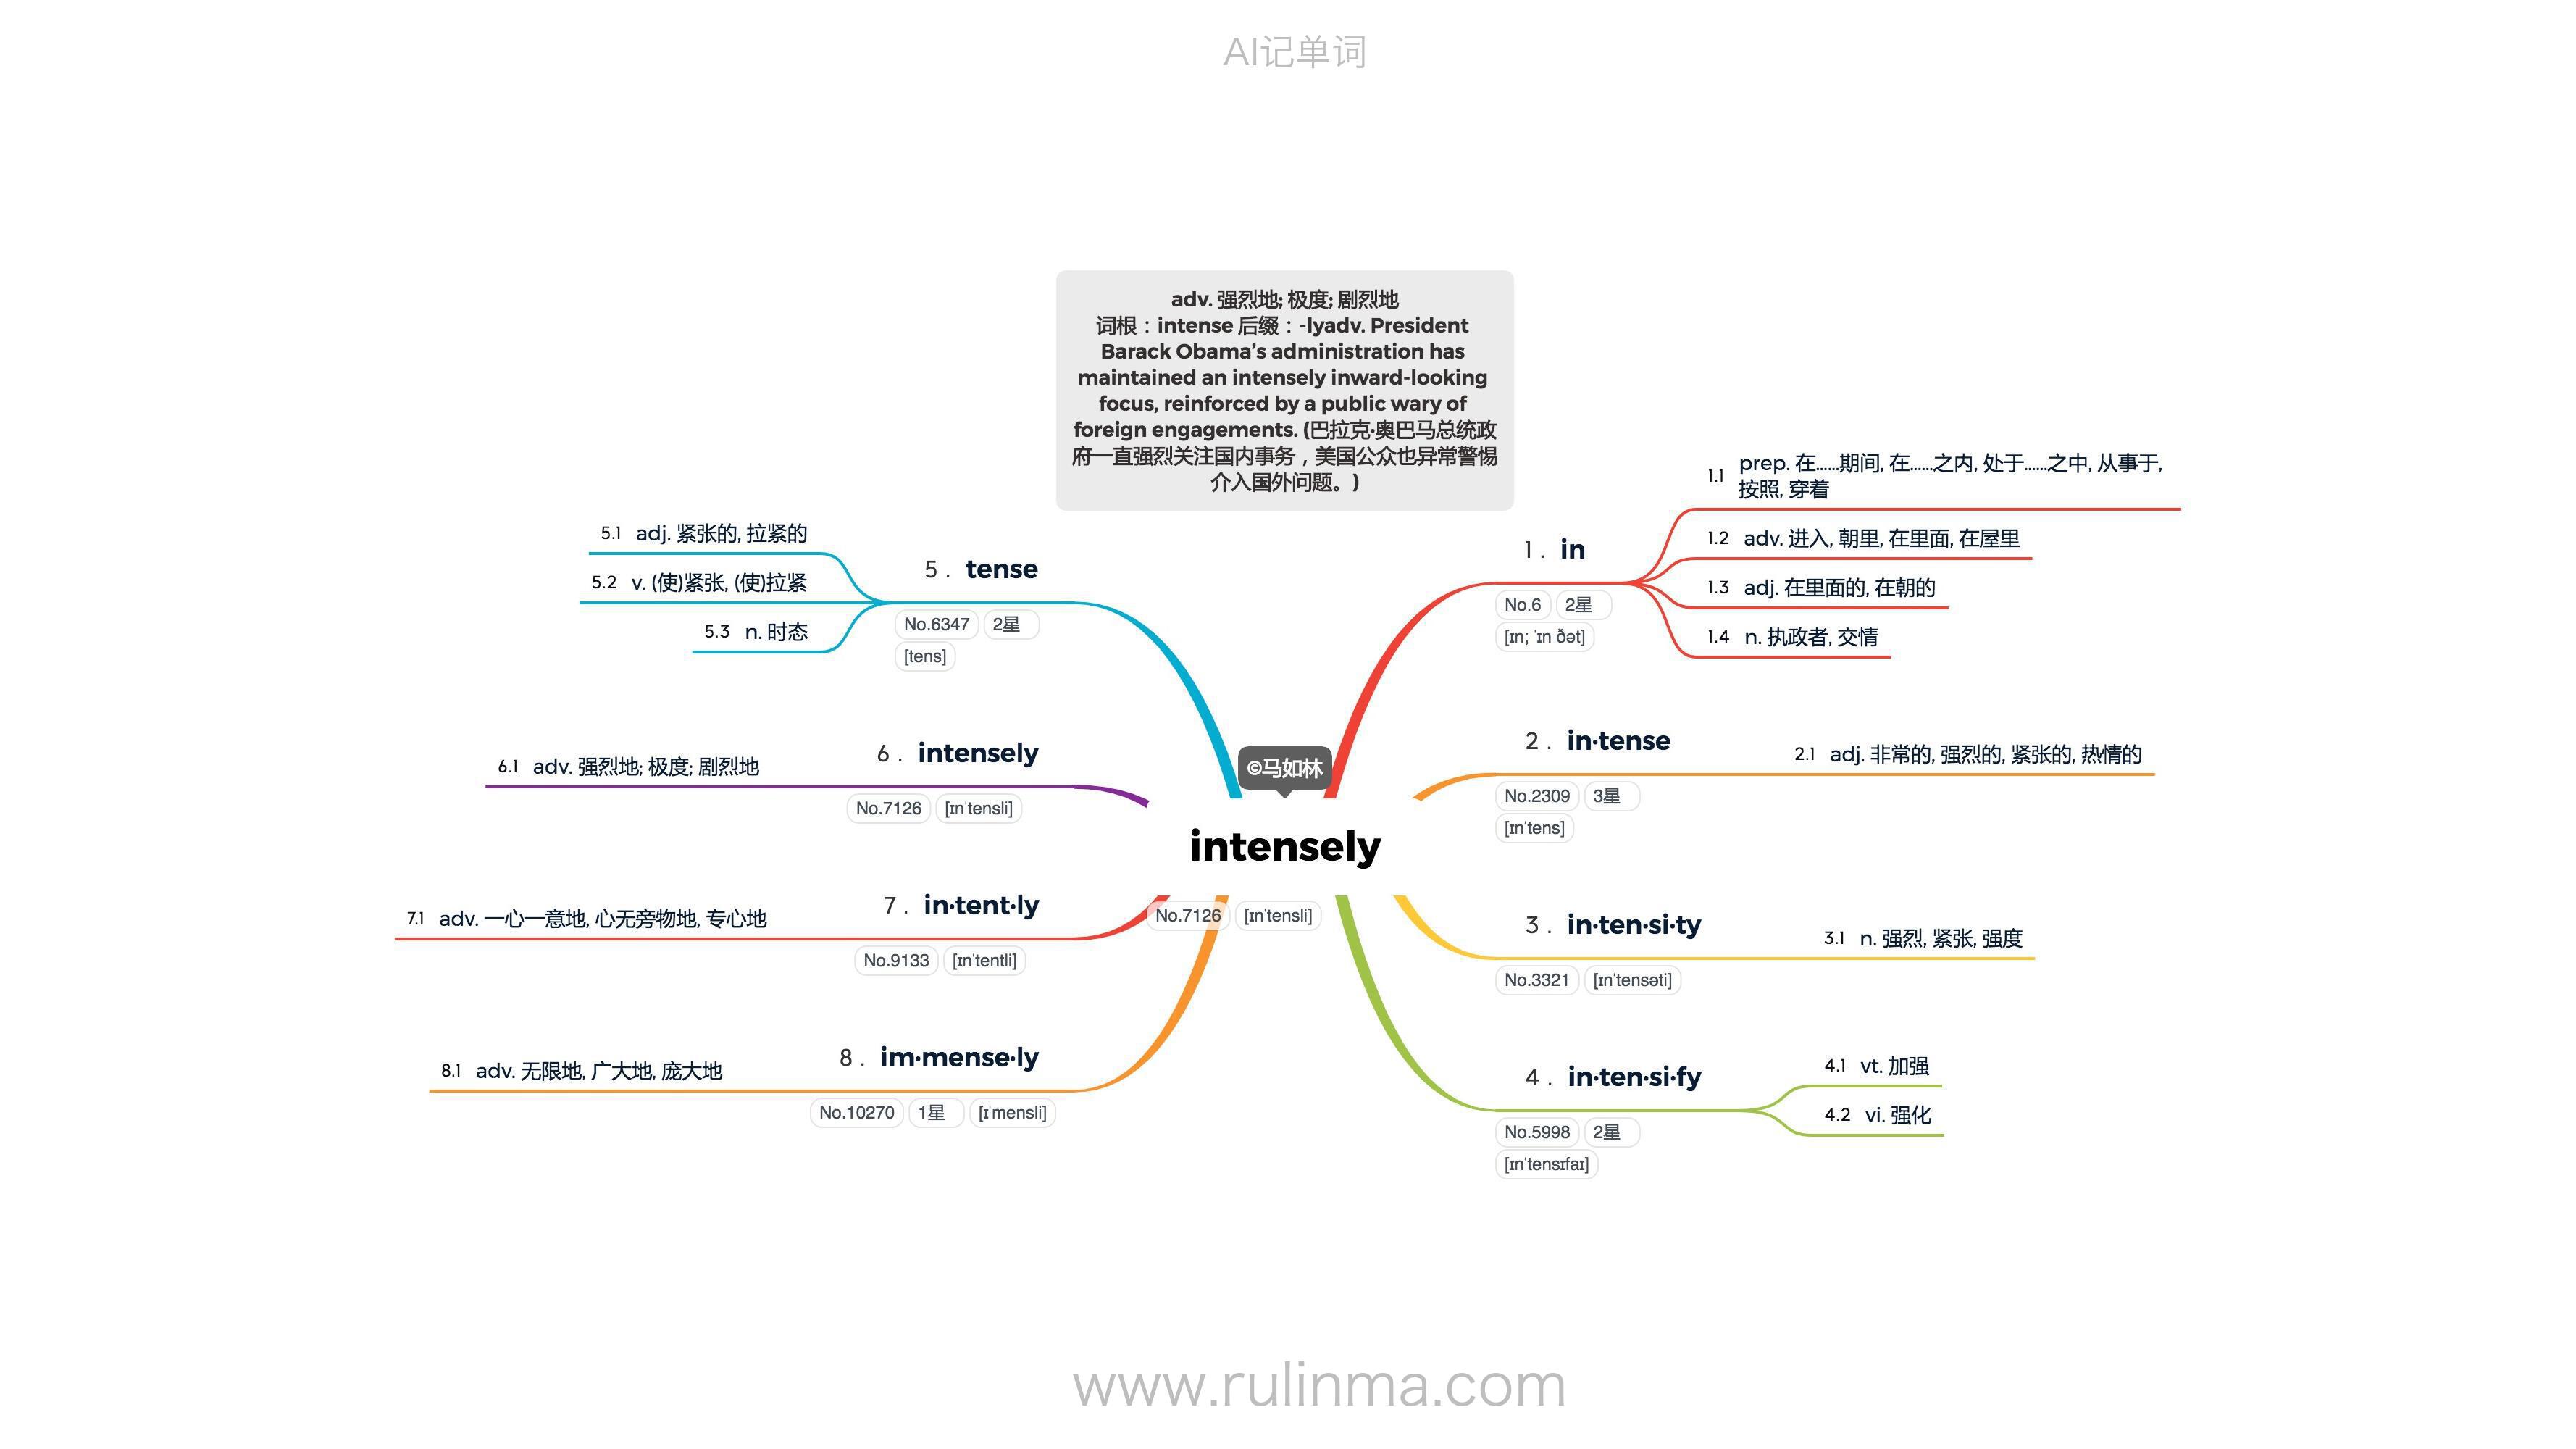 AI记单词
adv. 强烈地; 极度; 剧烈地
词根：intense 后缀：-lyadv. President
Barack Obama’s administration has
maintained an intensely inward-looking
focus, reinforced by a public wary of
foreign engagements. (巴拉克·奥巴马总统政
府一直强烈关注国内事务，美国公众也异常警惕
介入国外问题。)
©马如林
intensely
No.7126 [ɪnˈtensli]
1 . in
No.6 2星
[ɪn; ˈɪn ðət]
1.1 prep. 在……期间, 在……之内, 处于……之中, 从事于,
按照, 穿着
1.2 adv. 进入, 朝里, 在里面, 在屋里
1.3 adj. 在里面的, 在朝的
1.4 n. 执政者, 交情
2 . in·tense
No.2309 3星
[ɪnˈtens]
2.1 adj. 非常的, 强烈的, 紧张的, 热情的
3 . in·ten·si·ty
No.3321 [ɪnˈtensəti]
3.1 n. 强烈, 紧张, 强度
4 . in·ten·si·fy
No.5998 2星
[ɪnˈtensɪfaɪ]
4.1 vt. 加强
4.2 vi. 强化
5 . tense
No.6347 2星
[tens]
5.1 adj. 紧张的, 拉紧的
5.2 v. (使)紧张, (使)拉紧
5.3 n. 时态
6 . intensely
No.7126 [ɪnˈtensli]
6.1 adv. 强烈地; 极度; 剧烈地
7 . in·tent·ly
No.9133 [ɪnˈtentli]
7.1 adv. 一心一意地, 心无旁物地, 专心地
8 . im·mense·ly
No.10270 1星 [ɪˈmensli]
8.1 adv. 无限地, 广大地, 庞大地
www.rulinma.com